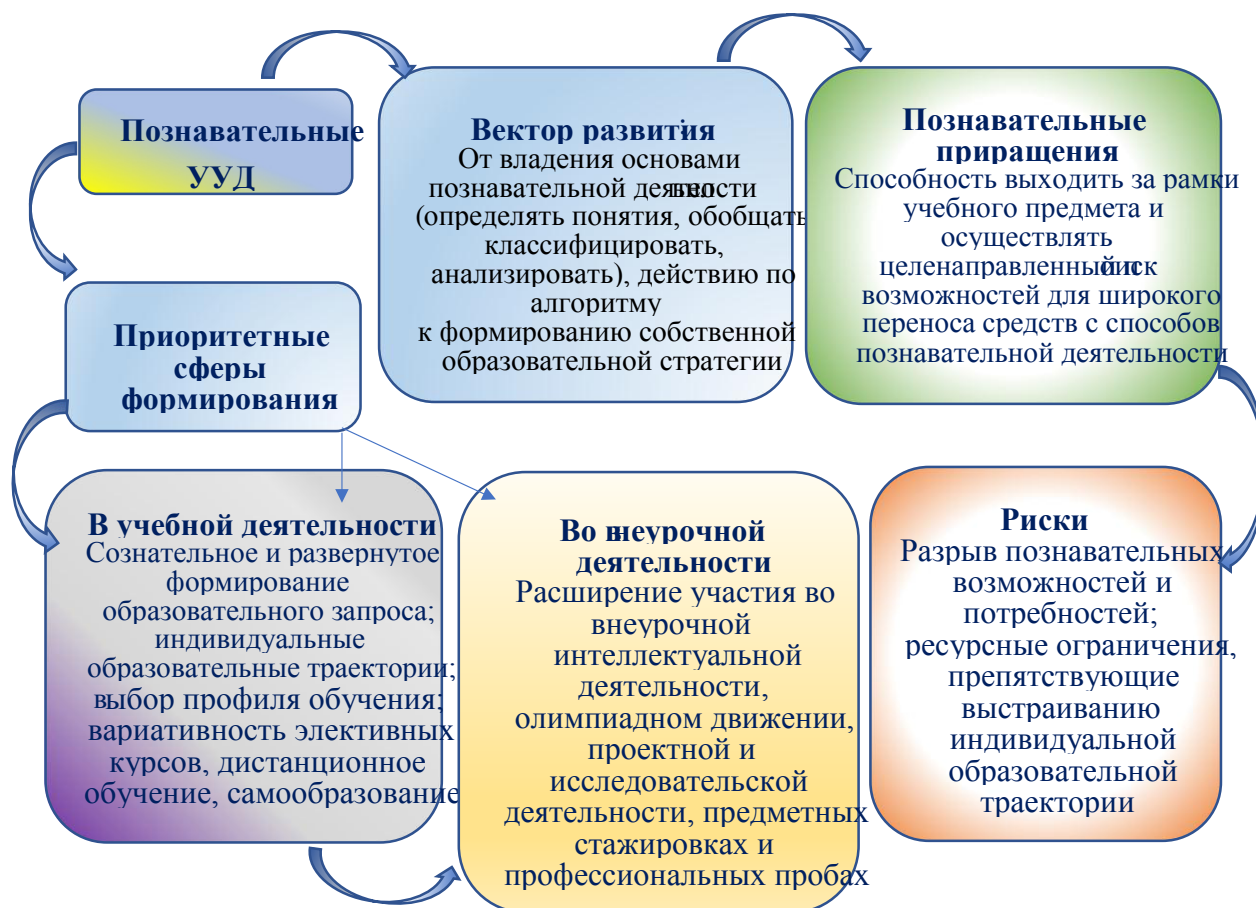 Познавательные
УУД
Вектор развития
От владения основами
познавательной деятельности
(определять понятия, обобщать
классифицировать,
анализировать), действию по
алгоритму
к формированию собственной
образовательной стратегии
Познавательные
приращения
Способность выходить за рамки
учебного предмета и
осуществлять
целенаправленный поиск
возможностей для широкого
переноса средств с способов
познавательной деятельности
Приоритетные
сферы
формирования
В учебной деятельности
Сознательное и развернутое
формирование
образовательного запроса;
индивидуальные
образовательные траектории;
выбор профиля обучения;
вариативность элективных
курсов, дистанционное
обучение, самообразование
Во внеурочной
деятельности
Расширение участия во
внеурочной
интеллектуальной
деятельности,
олимпиадном движении,
проектной и
исследовательской
деятельности, предметных
стажировках и
профессиональных пробах
Риски
Разрыв познавательных
возможностей и
потребностей;
ресурсные ограничения,
препятствующие
выстраиванию
индивидуальной
образовательной
траектории